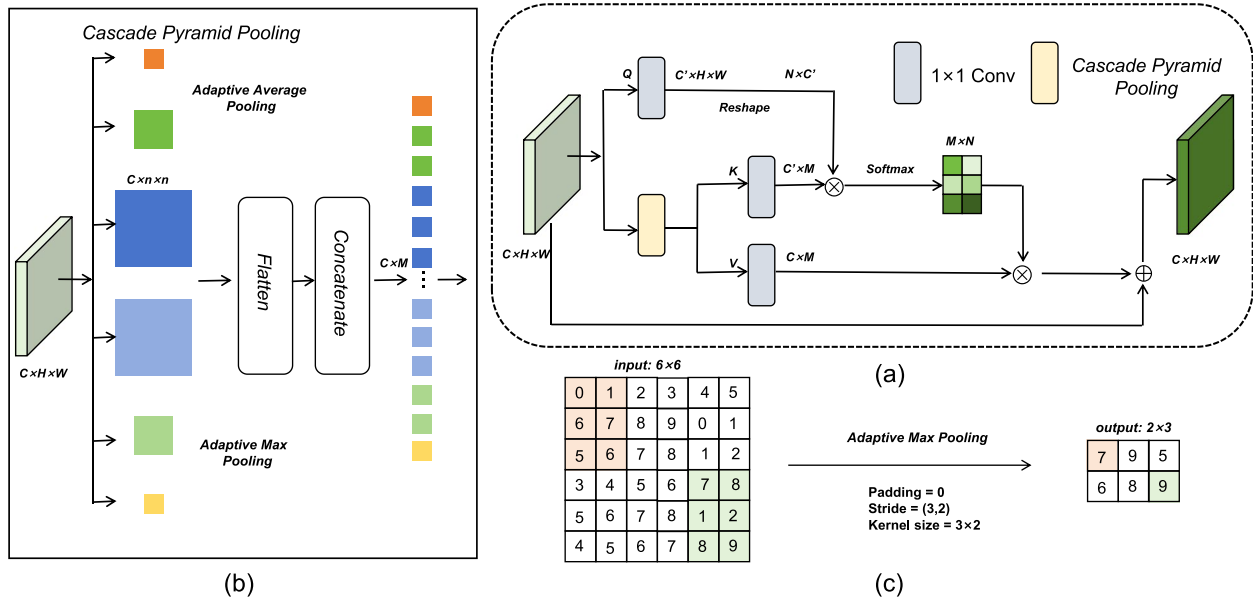 Cascade Pyramid Pooling
Adaptive Average
Pooling
C×n×n
Flatten
Concatenate
C×M
C×H×W
Adaptive Max
Pooling
(b)
Q
C'×H×W
N×C'
Reshape
1×1 Conv
Cascade Pyramid
Pooling
M×N
K
C'×M
Softmax
C×H×W
V
C×M
C×H×W
(a)
input: 6×6
0 1 2 3 4 5
6 7 8 9 0 1
5 6 7 8 1 2
3 4 5 6 7 8
5 6 7 8 1 2
4 5 6 7 8 9
Adaptive Max Pooling
Padding = 0
Stride = (3,2)
Kernel size = 3×2
output: 2×3
7 9 5
6 8 9
(c)